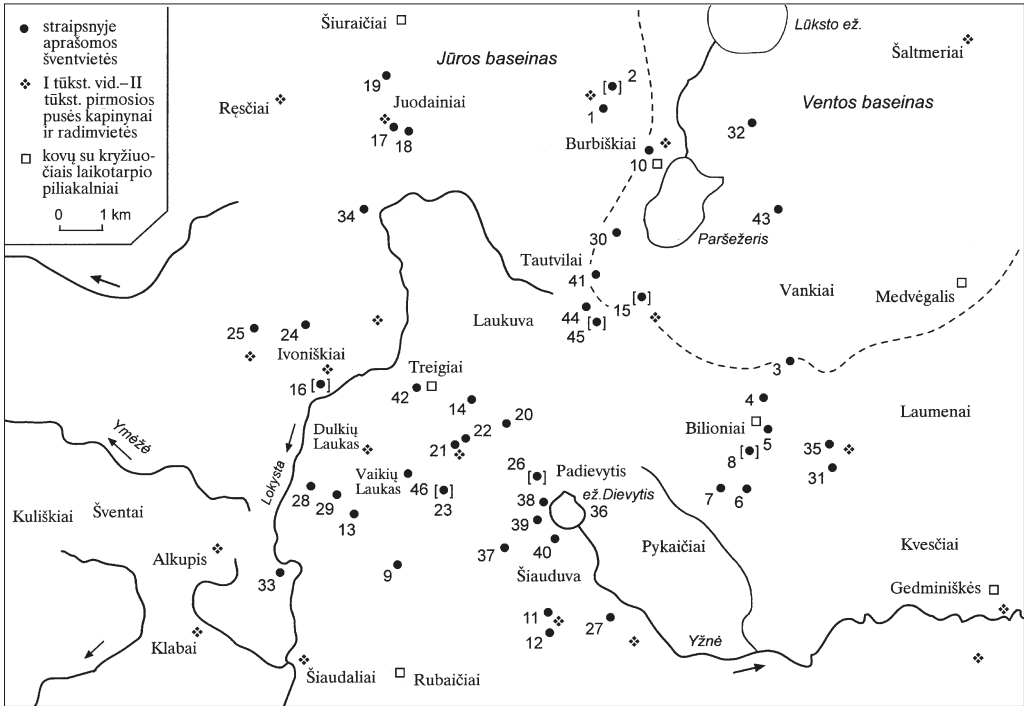 straipsnyje
aprašomos
šventvietės
I tūkst. vid.–II
tūkst. pirmosios
pusės kapinynai
ir radimvietės
kovų su kryžiuo-
čiais laikotarpio
piliakalniai
0 1 km
Šiuraičiai
Lūksto ež.
Šaltmeriai
Jūros baseinas
19
[ ] 2
Ręsčiai
Juodainiai
1
Ventos baseinas
17
18
32
Burbiškiai
10
34
43
30
Paršežeris
Tautvilai
41
Vankiai
Medvėgalis
15 [ ]
44
Laukuva
45 [ ]
25
24
Ivoniškiai
3
Treigiai
16 [ ]
42
14
4
Laumenai
20
Bilioniai
5
Dulkių
Laukas
21
22
35
8 [ ]
Ymėžė
Lokysta
26
[ ]
Padievytis
31
Vaikių
Laukas
46
23 [ ]
ež. Dievytis
36
28
29
38
7
6
13
39
Kuliškiai
Šventai
40
37
Pykaičiai
Kvesčiai
Alkupis
33
9
Šiauduva
Gedminiškės
11
27
12
Klabai
Yžnė
Šiaudaliai
Rubaičiai